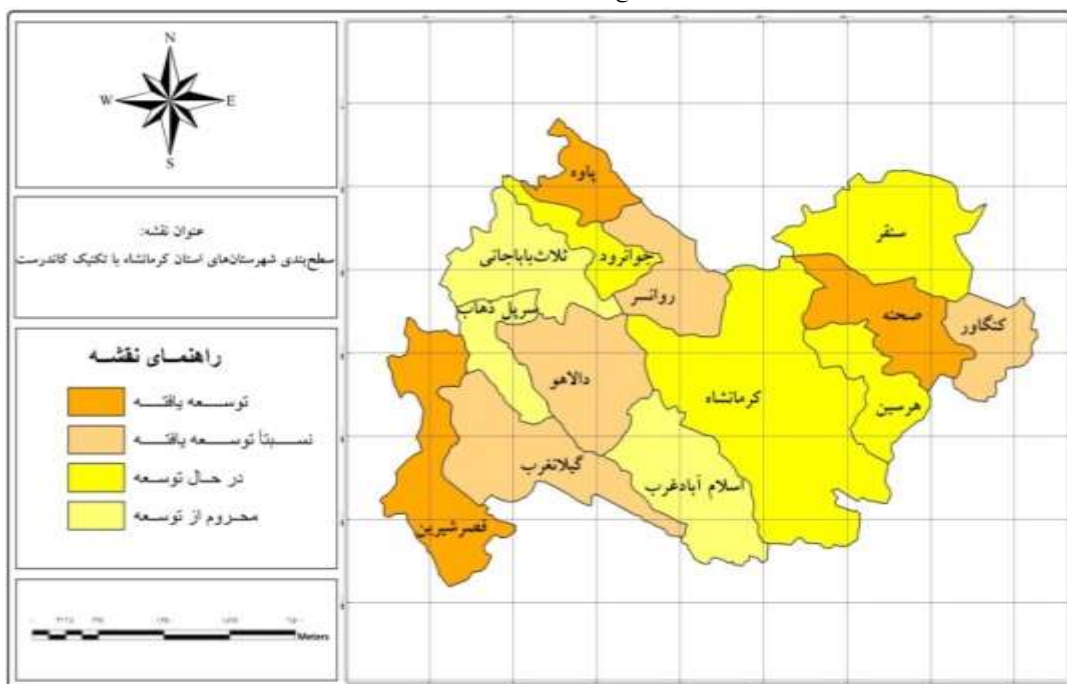 N
W E
S
عنوان نقشه:
سطح‌بندی شهرستان‌های استان کرمانشاه با تکنیک کاندرست
راهنمای نقشه
توسعه یافته
نسبتاً توسعه یافته
در حال توسعه
محروم از توسعه
Meters
پاوه
سنقر
جوانرود
ثلاث‌باباجانی
روانسر
سرپل ذهاب
صحنه
کنگاور
دالاهو
کرمانشاه
هرسین
گیلانغرب
اسلام آبادغرب
قصرشیرین